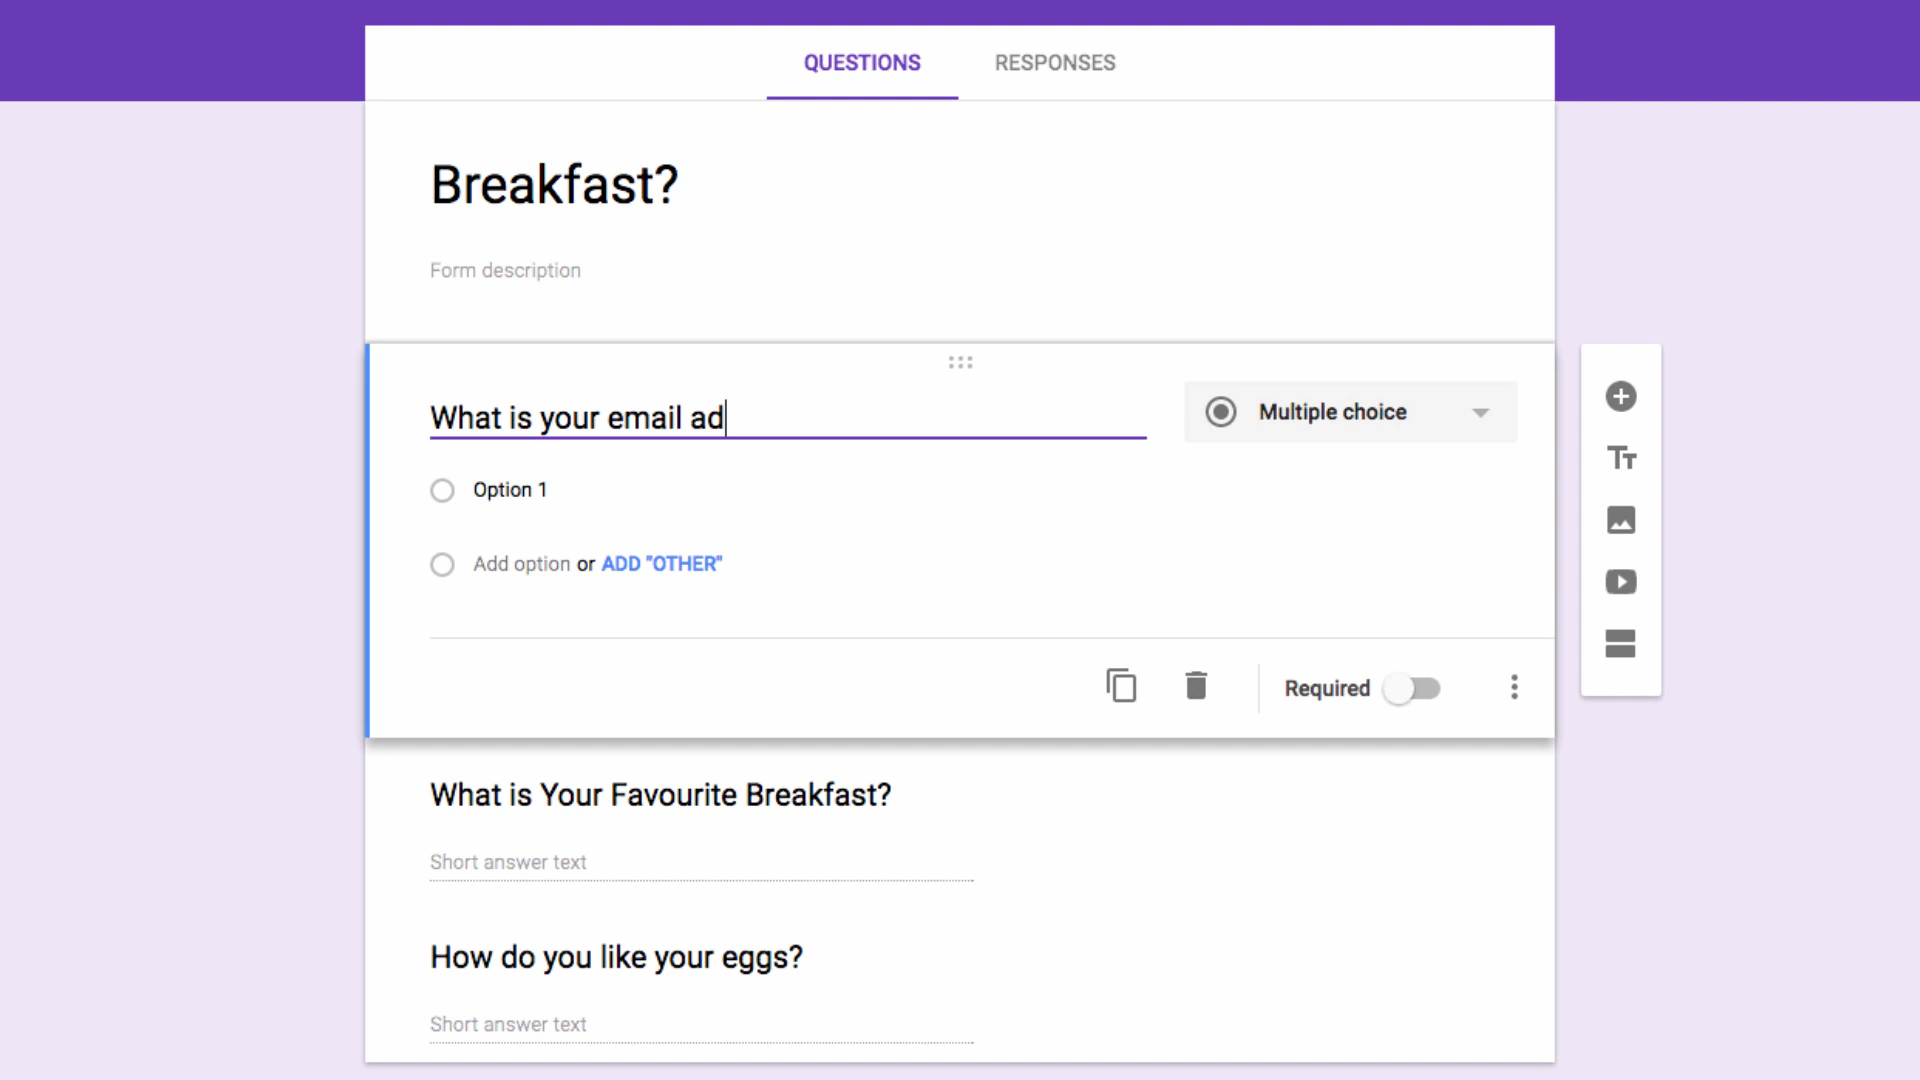 QUESTIONS RESPONSES
Breakfast?
Form description
What is your email ad
Multiple choice
Option 1
Add option or ADD "OTHER"
Required
What is Your Favourite Breakfast?
Short answer text
How do you like your eggs?
Short answer text